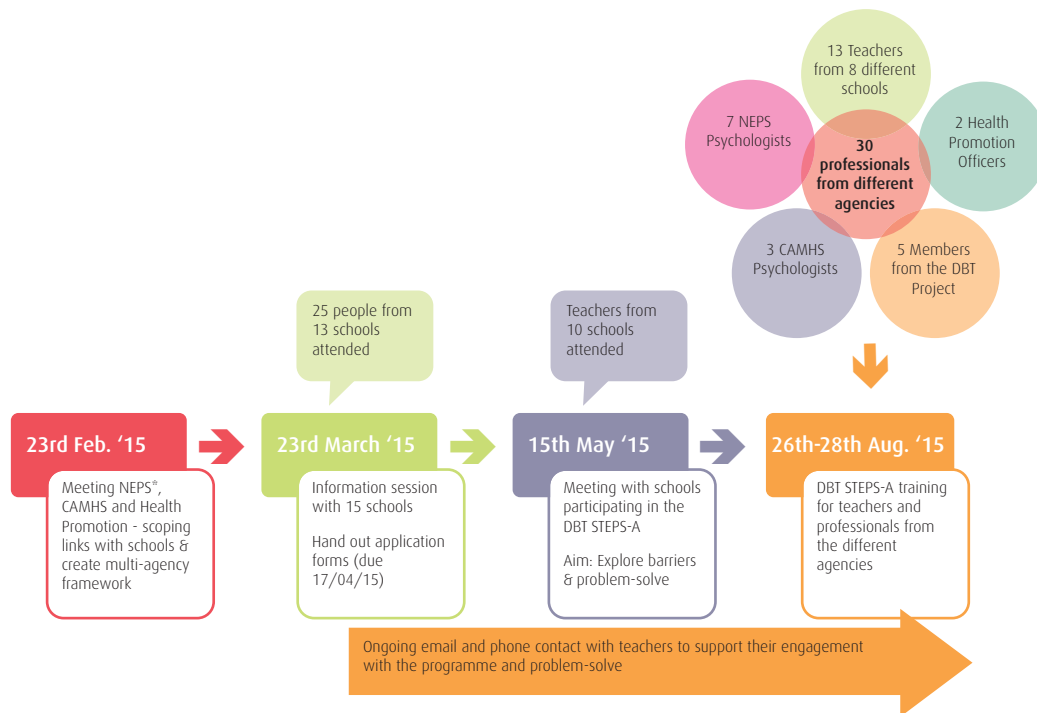 13 Teachers
from 8 different
schools
7 NEPS
Psychologists
2 Health
Promotion
Officers
30
professionals
from different
agencies
3 CAMHS
Psychologists
5 Members
from the DBT
Project
25 people from
13 schools
attended
Teachers from
10 schools
attended
23rd Feb. ‘15
Meeting NEPS*,
CAMHS and Health
Promotion - scoping
links with schools &
create multi-agency
framework
23rd March ‘15
Information session
with 15 schools
Hand out application
forms (due
17/04/15)
15th May ‘15
Meeting with schools
participating in the
DBT STEPS-A
Aim: Explore barriers
& problem-solve
26th-28th Aug. ‘15
DBT STEPS-A training
for teachers and
professionals from
the different
agencies
Ongoing email and phone contact with teachers to support their engagement
with the programme and problem-solve